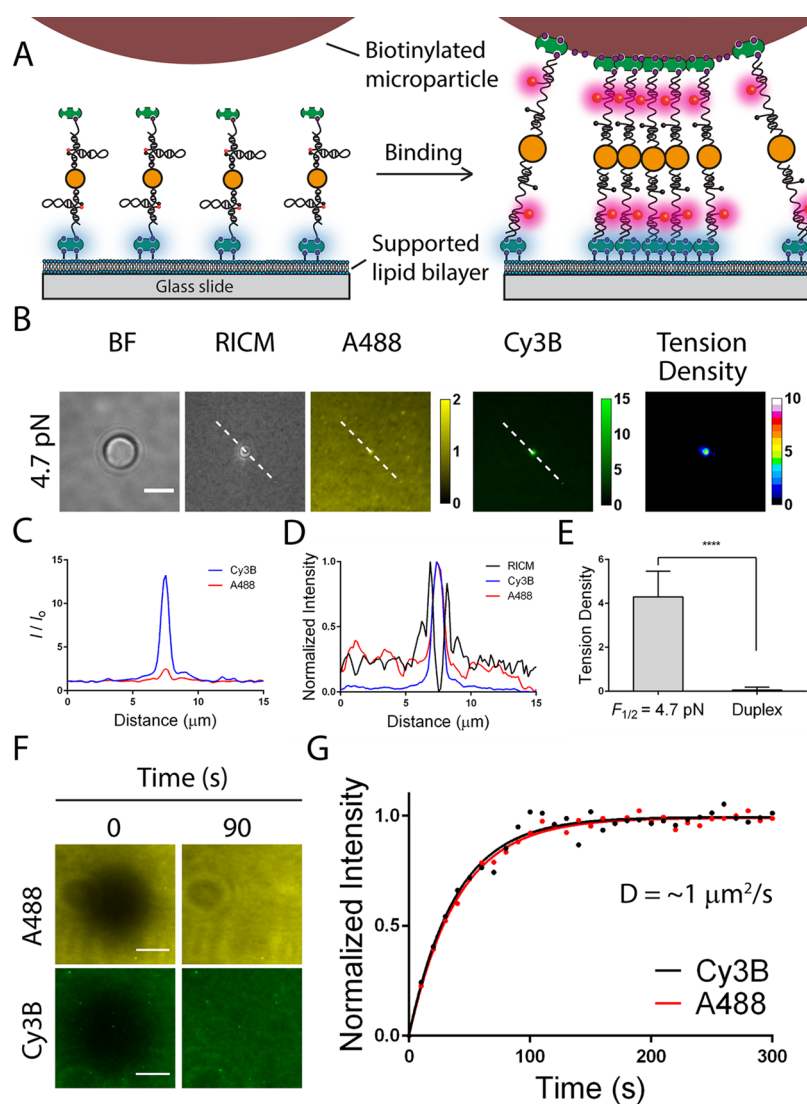 A
Biotinylated
microparticle
Binding
Supported
lipid bilayer
Glass slide
B
BF
RICM
A488
Cy3B
Tension
Density
4.7 pN
2
1
0
15
10
5
0
10
8
6
4
2
0
C
I / Io
15
10
5
0
Cy3B
A488
0 5 10 15
Distance (μm)
D
Normalized Intensity
1.0
0.5
0.0
RICM
Cy3B
A488
0 5 10 15
Distance (μm)
E
Tension Density
6
4
2
0
****
F1/2 = 4.7 pN
Duplex
F
Time (s)
0 90
A488
Cy3B
G
Normalized Intensity
1.0
0.5
0.0
D = ~1 μm²/s
Cy3B
A488
0 100 200 300
Time (s)